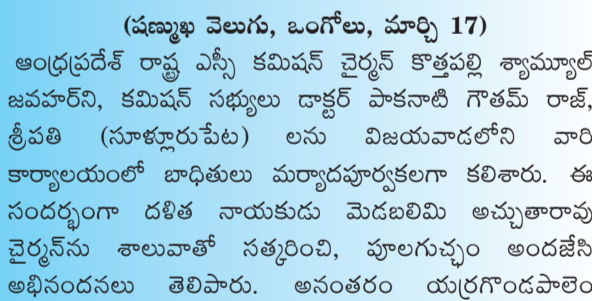 (షణ్ముఖ వెలుగు, ఒంగోలు, మార్చి 17)
ఆంధ్రప్రదేశ్ రాష్ట్ర ఎస్సీ కమిషన్ చైర్మన్ కొత్తపల్లి శ్యామ్యూల్
జవహర్‌ని, కమిషన్ సభ్యులు డాక్టర్ పాకనాటి గౌతమ్ రాజ్,
శ్రీపతి (సూళ్లూరుపేట) లను విజయవాడలోని వారి
కార్యాలయంలో బాధితులు మర్యాదపూర్వకలగా కలిశారు. ఈ
సందర్భంగా దళిత నాయకుడు మెడబలిమి అచ్చుతారావు
చైర్మన్‌ను శాలువాతో సత్కరించి, పూలగుచ్ఛం అందజేసి
అభినందనలు తెలిపారు. అనంతరం యర్రగొండపాలెం